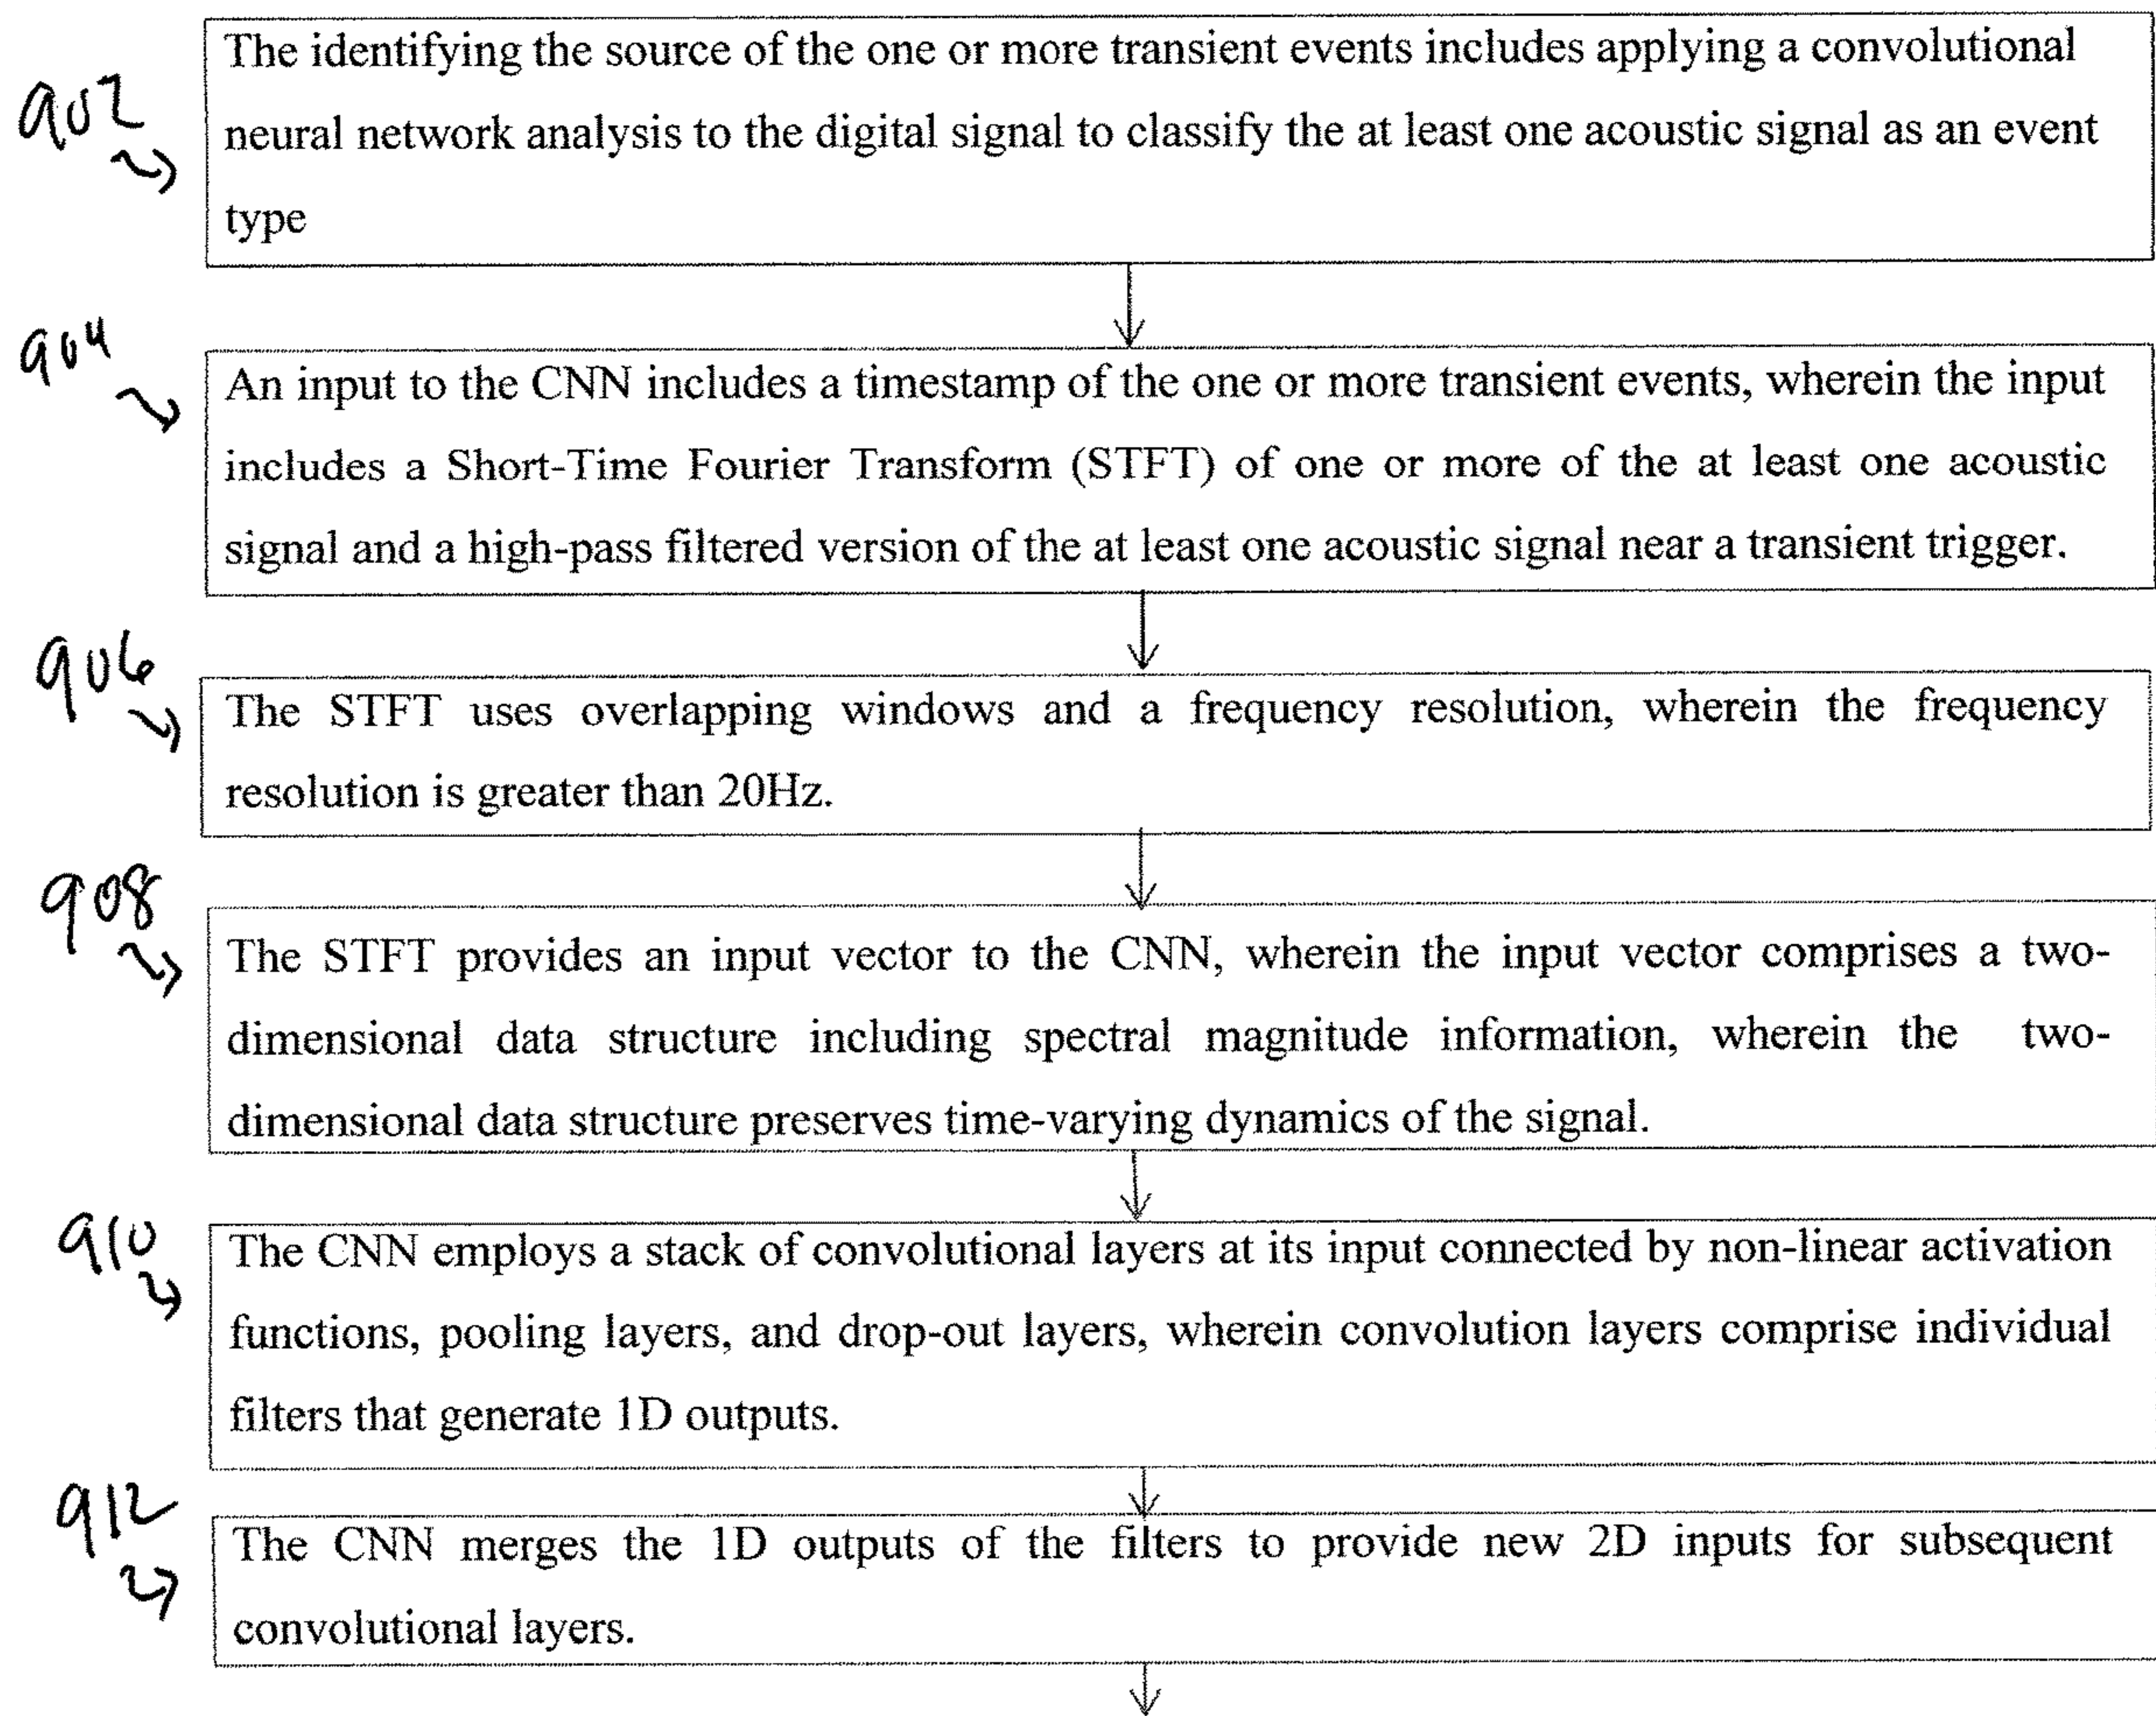 902
The identifying the source of the one or more transient events includes applying a convolutional
neural network analysis to the digital signal to classify the at least one acoustic signal as an event
type
904
An input to the CNN includes a timestamp of the one or more transient events, wherein the input
includes a Short-Time Fourier Transform (STFT) of one or more of the at least one acoustic
signal and a high-pass filtered version of the at least one acoustic signal near a transient trigger.
906
The STFT uses overlapping windows and a frequency resolution, wherein the frequency
resolution is greater than 20Hz.
908
The STFT provides an input vector to the CNN, wherein the input vector comprises a two-
dimensional data structure including spectral magnitude information, wherein the two-
dimensional data structure preserves time-varying dynamics of the signal.
910
The CNN employs a stack of convolutional layers at its input connected by non-linear activation
functions, pooling layers, and drop-out layers, wherein convolution layers comprise individual
filters that generate 1D outputs.
912
The CNN merges the 1D outputs of the filters to provide new 2D inputs for subsequent
convolutional layers.